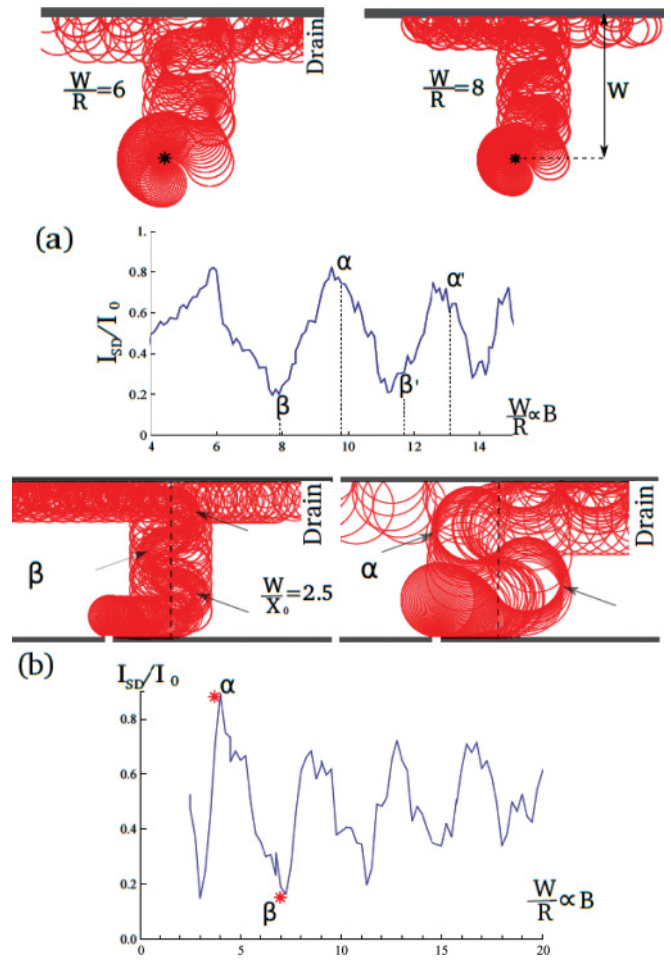 W/R=6
Drain
W/R=8
W
(a)
1.
0.8
0.6
0.4
0.2
0
I_SD/I_0
α
α'
β
β'
4
6
8
10
12
14
W/R ∝B
β
W/X_0=2.5
Drain
α
Drain
(b)
I_SD/I_0
0.8
0.6
0.4
0.2
0.0
α
β
0
5
10
15
20
W/R ∝B